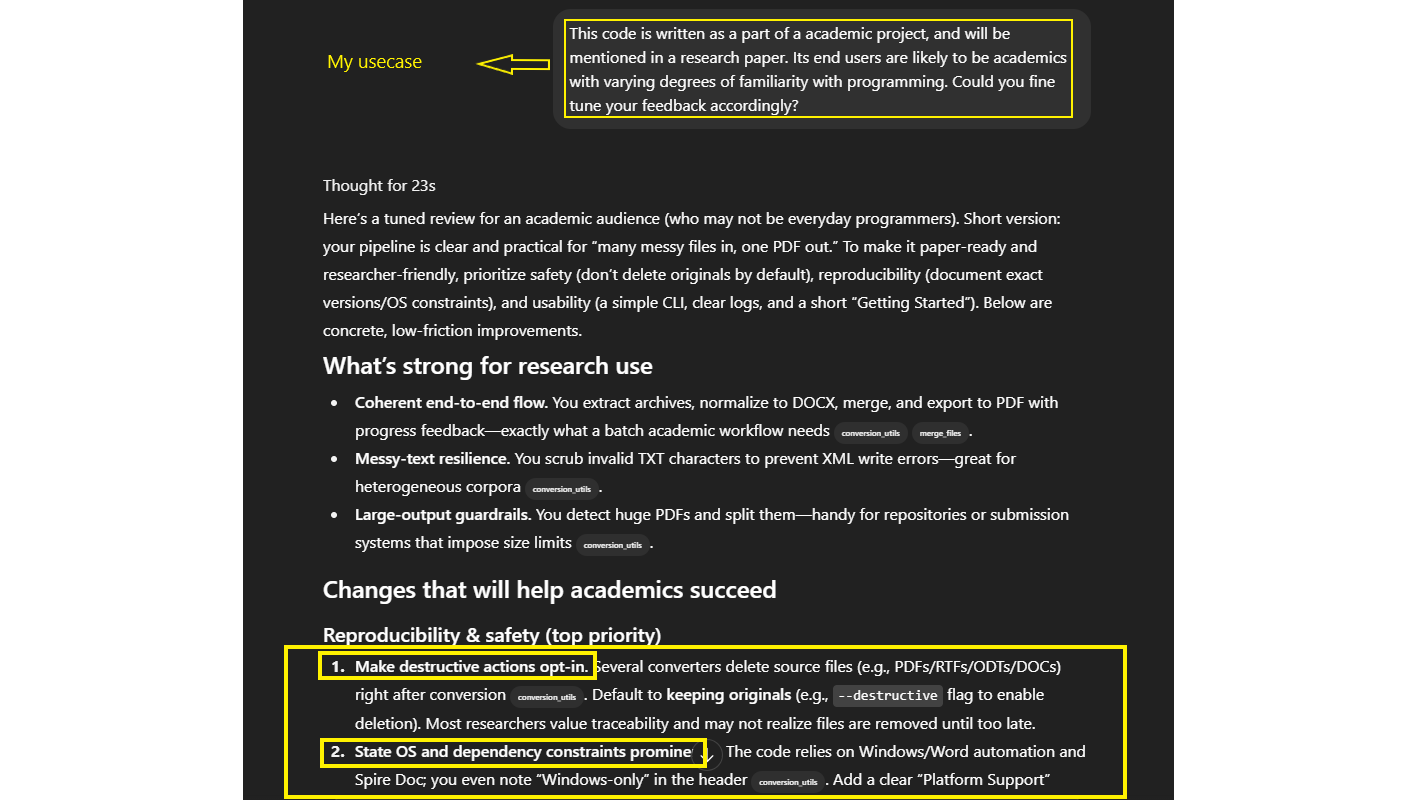 This code is written as a part of a academic project, and will be
My usecase
mentioned in a research paper. Its end users are likely to be academics
with varying degrees of familiarity with programming. Could you fine
tune your feedback accordingly?
Thought for 23s
Here’s a tuned review for an academic audience (who may not be everyday programmers). Short version:
your pipeline is clear and practical for “many messy files in, one PDF out.” To make it paper-ready and
researcher-friendly, prioritize safety (don’t delete originals by default), reproducibility (document exact
versions/OS constraints), and usability (a simple CLI, clear logs, and a short “Getting Started”). Below are
concrete, low-friction improvements.
What’s strong for research use
• Coherent end-to-end flow. You extract archives, normalize to DOCX, merge, and export to PDF with
progress feedback—exactly what a batch academic workflow needs conversion_utils merge_files.
• Messy-text resilience. You scrub invalid TXT characters to prevent XML write errors—great for
heterogeneous corpora conversion_utils.
• Large-output guardrails. You detect huge PDFs and split them—handy for repositories or submission
systems that impose size limits conversion_utils.
Changes that will help academics succeed
Reproducibility & safety (top priority)
1. Make destructive actions opt-in. Several converters delete source files (e.g., PDFs/RTFs/ODTs/DOCs)
right after conversion conversion_utils. Default to keeping originals (e.g., --destructive flag to enable
deletion). Most researchers value traceability and may not realize files are removed until too late.
2. State OS and dependency constraints The code relies on Windows/Word automation and
Spire Doc; you even note “Windows-only” in the header conversion_utils. Add a clear “Platform Support”